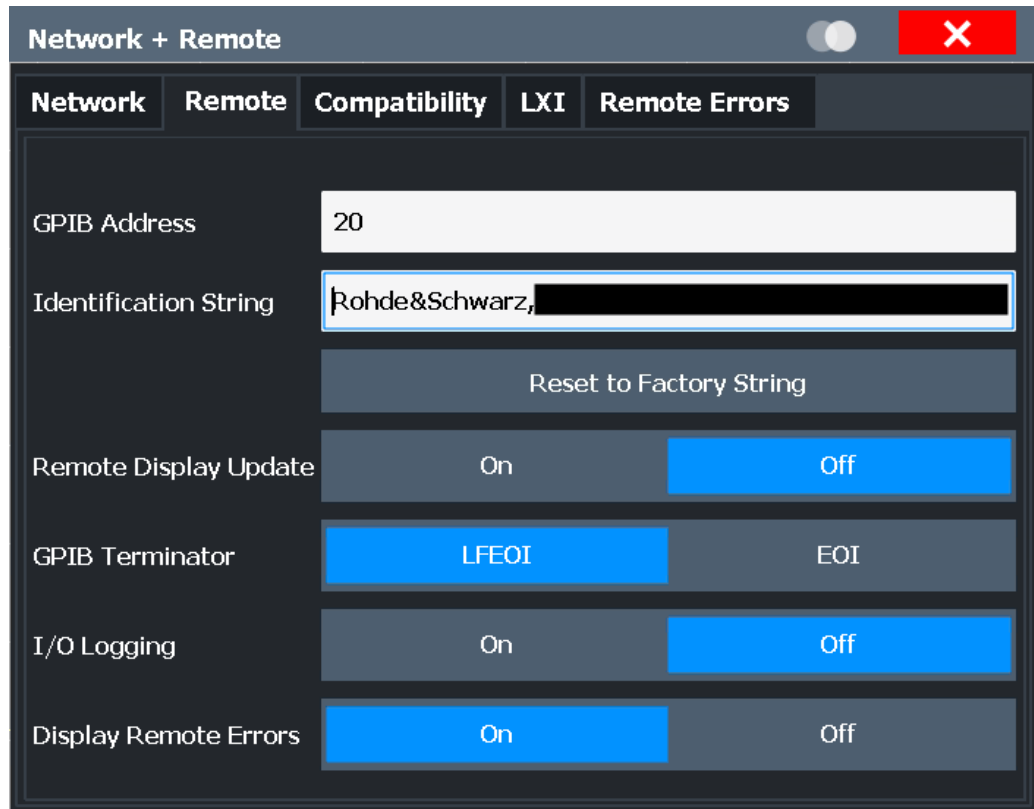 Network + Remote
Network Remote Compatibility LXI Remote Errors
GPIB Address 20
Identification String Rohde&Schwarz,
Reset to Factory String
Remote Display Update On Off
GPIB Terminator LFEOI EOI
I/O Logging On Off
Display Remote Errors On Off